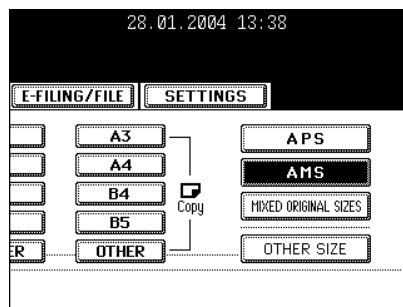 28.01.2004 13:38
E-FILING/FILE SETTINGS
A3
A4
B4
B5
OTHER
Copy
APS
AMS
MIXED ORIGINAL SIZES
OTHER SIZE